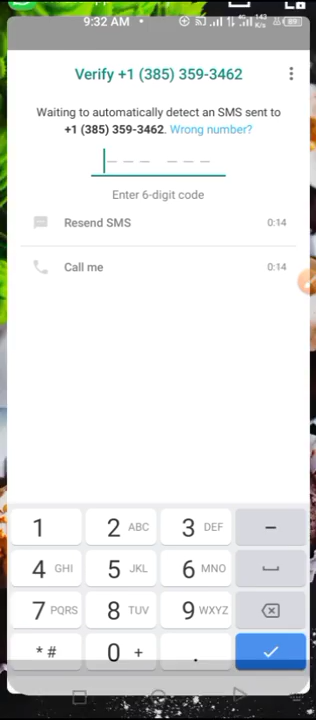 9:32 AM
143
K/s
Verify +1 (385) 359-3462
Waiting to automatically detect an SMS sent to
+1 (385) 359-3462. Wrong number?
Enter 6-digit code
Resend SMS 0:14
Call me 0:14
1 2 ABC 3 DEF −
4 GHI 5 JKL 6 MNO
7 PQRS 8 TUV 9 WXYZ
* # 0 + .